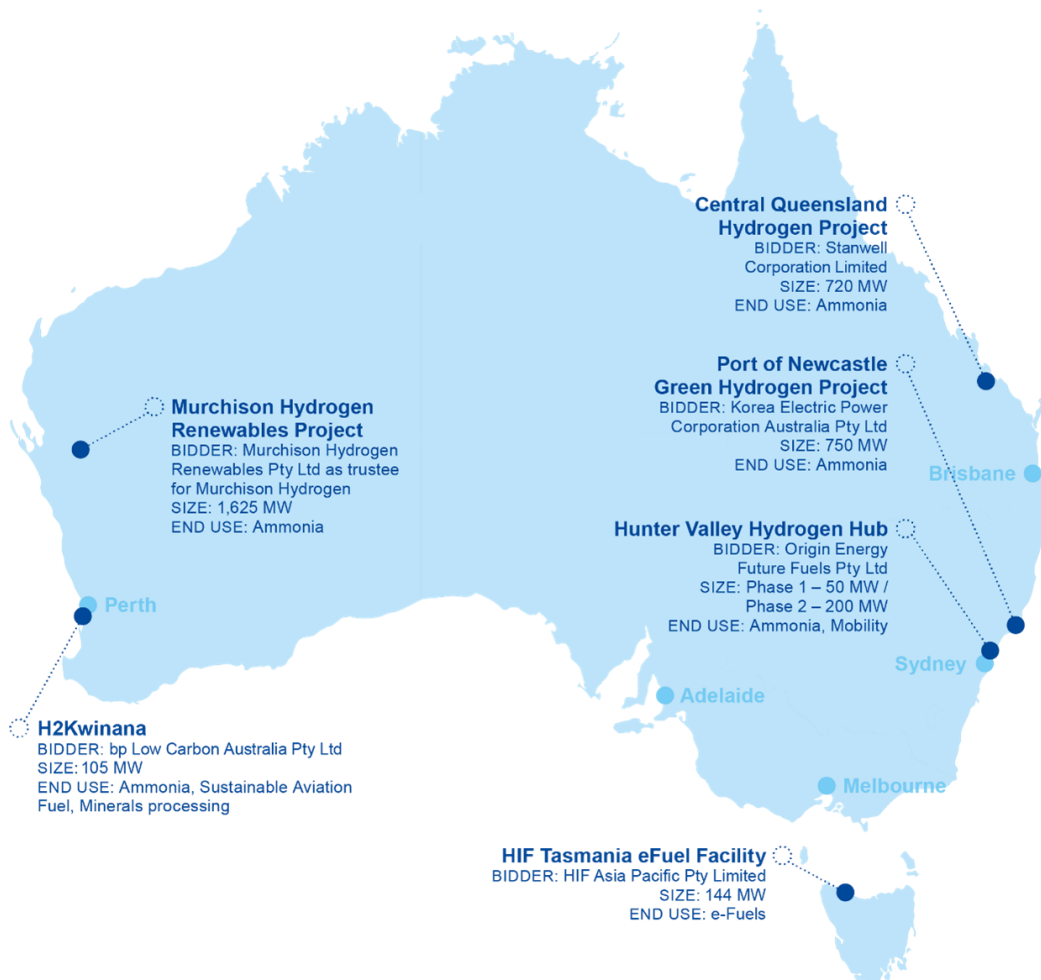 Central Queensland
Hydrogen Project
BIDDER: Stanwell
Corporation Limited
SIZE: 720 MW
END USE: Ammonia
Port of Newcastle
Green Hydrogen Project
BIDDER: Korea Electric Power
Corporation Australia Pty Ltd
SIZE: 750 MW
END USE: Ammonia
Murchison Hydrogen
Renewables Project
BIDDER: Murchison Hydrogen
Renewables Pty Ltd as trustee
for Murchison Hydrogen
SIZE: 1,625 MW
END USE: Ammonia
Brisbane
Hunter Valley Hydrogen Hub
BIDDER: Origin Energy
Future Fuels Pty Ltd
SIZE: Phase 1 – 50 MW /
Phase 2 – 200 MW
END USE: Ammonia, Mobility
Perth
Sydney
Adelaide
H2Kwinana
BIDDER: bp Low Carbon Australia Pty Ltd
SIZE: 105 MW
END USE: Ammonia, Sustainable Aviation
Fuel, Minerals processing
Melbourne
HIF Tasmania eFuel Facility
BIDDER: HIF Asia Pacific Pty Limited
SIZE: 144 MW
END USE: e-Fuels